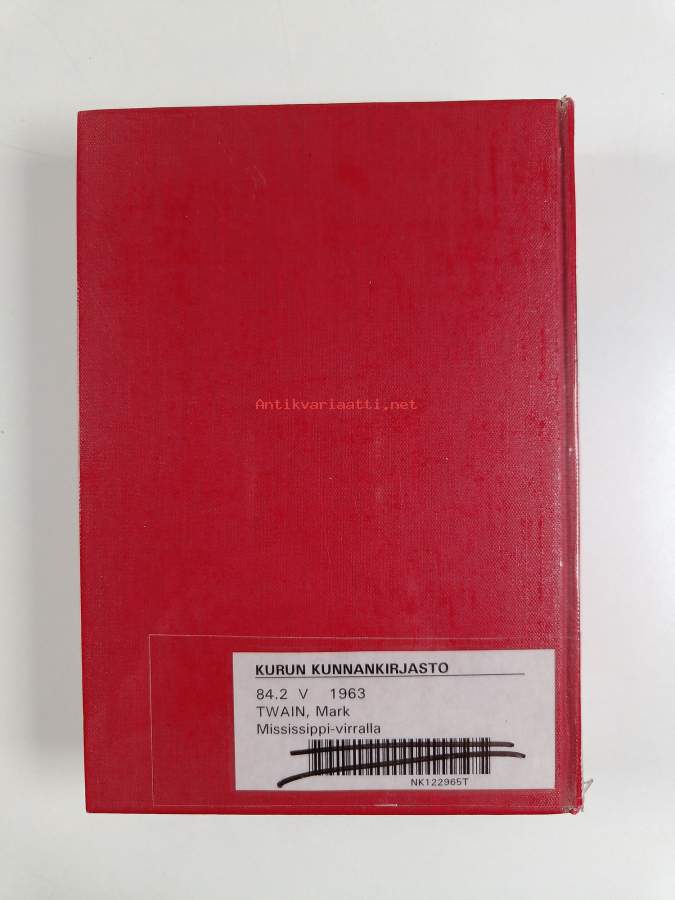 Antikvariaatti.net
KURUN KUNNANKIRJASTO
84.2 V 1963
TWAIN, Mark
Mississippi-virralla
NK122965T